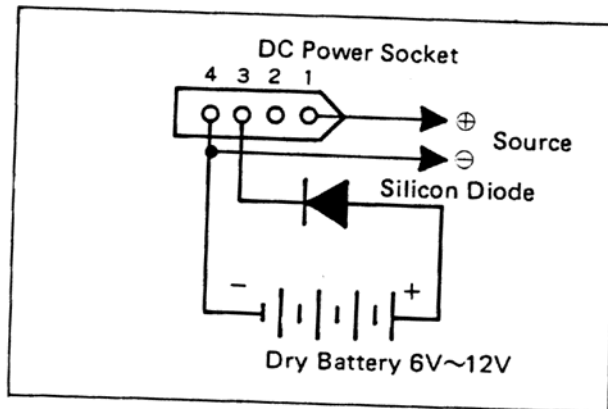 DC Power Socket
4 3 2 1
⊕
Source
⊖
Silicon Diode
− +
Dry Battery 6V~12V